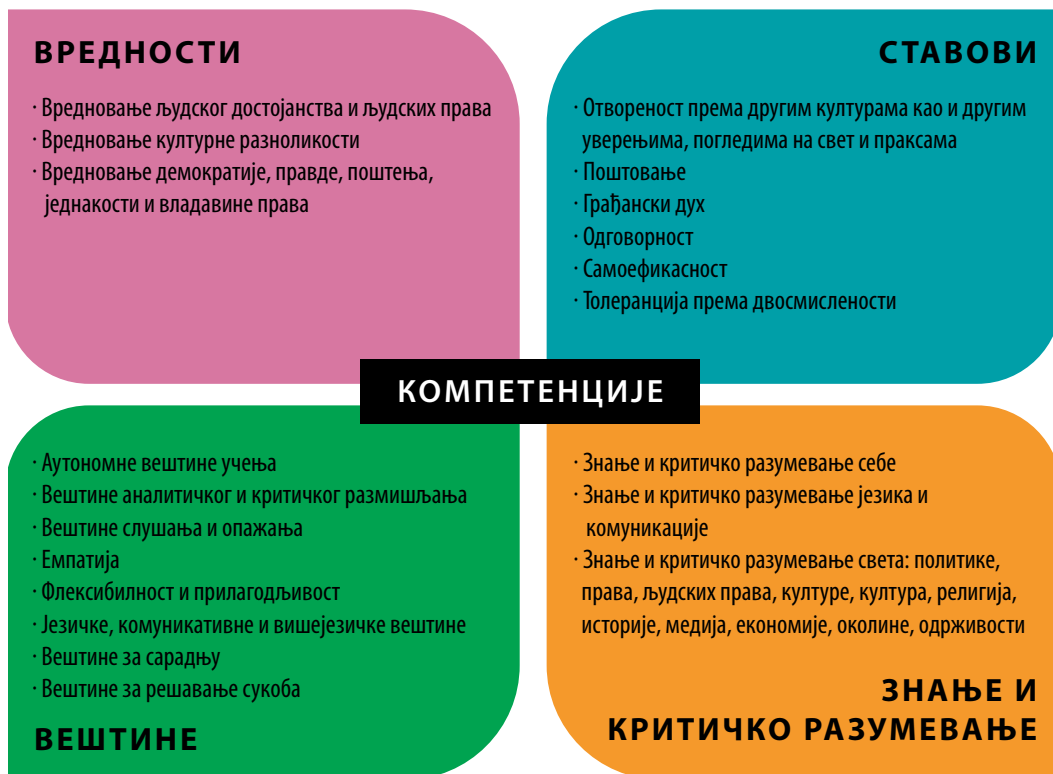 ВРЕДНОСТИ
· Вредновање људског достојанства и људских права
· Вредновање културне разноликости
· Вредновање демократије, правде, поштења,
једнакости и владавине права
СТАВОВИ
· Отвореност према другим културама као и другим
уверењима, погледима на свет и праксама
· Поштовање
· Грађански дух
· Одговорност
· Самоефикасност
· Толеранција према двосмислености
КОМПЕТЕНЦИЈЕ
· Аутономне вештине учења
· Вештине аналитичког и критичког размишљања
· Вештине слушања и опажања
· Емпатија
· Флексибилност и прилагодљивост
· Језичке, комуникативне и вишејезичке вештине
· Вештине за сарадњу
· Вештине за решавање сукоба
ВЕШТИНЕ
· Знање и критичко разумевање себе
· Знање и критичко разумевање језика и
комуникације
· Знање и критичко разумевање света: политике,
права, људских права, културе, култура, религија,
историје, медија, економије, околине, одрживости
ЗНАЊЕ И
КРИТИЧКО РАЗУМЕВАЊЕ